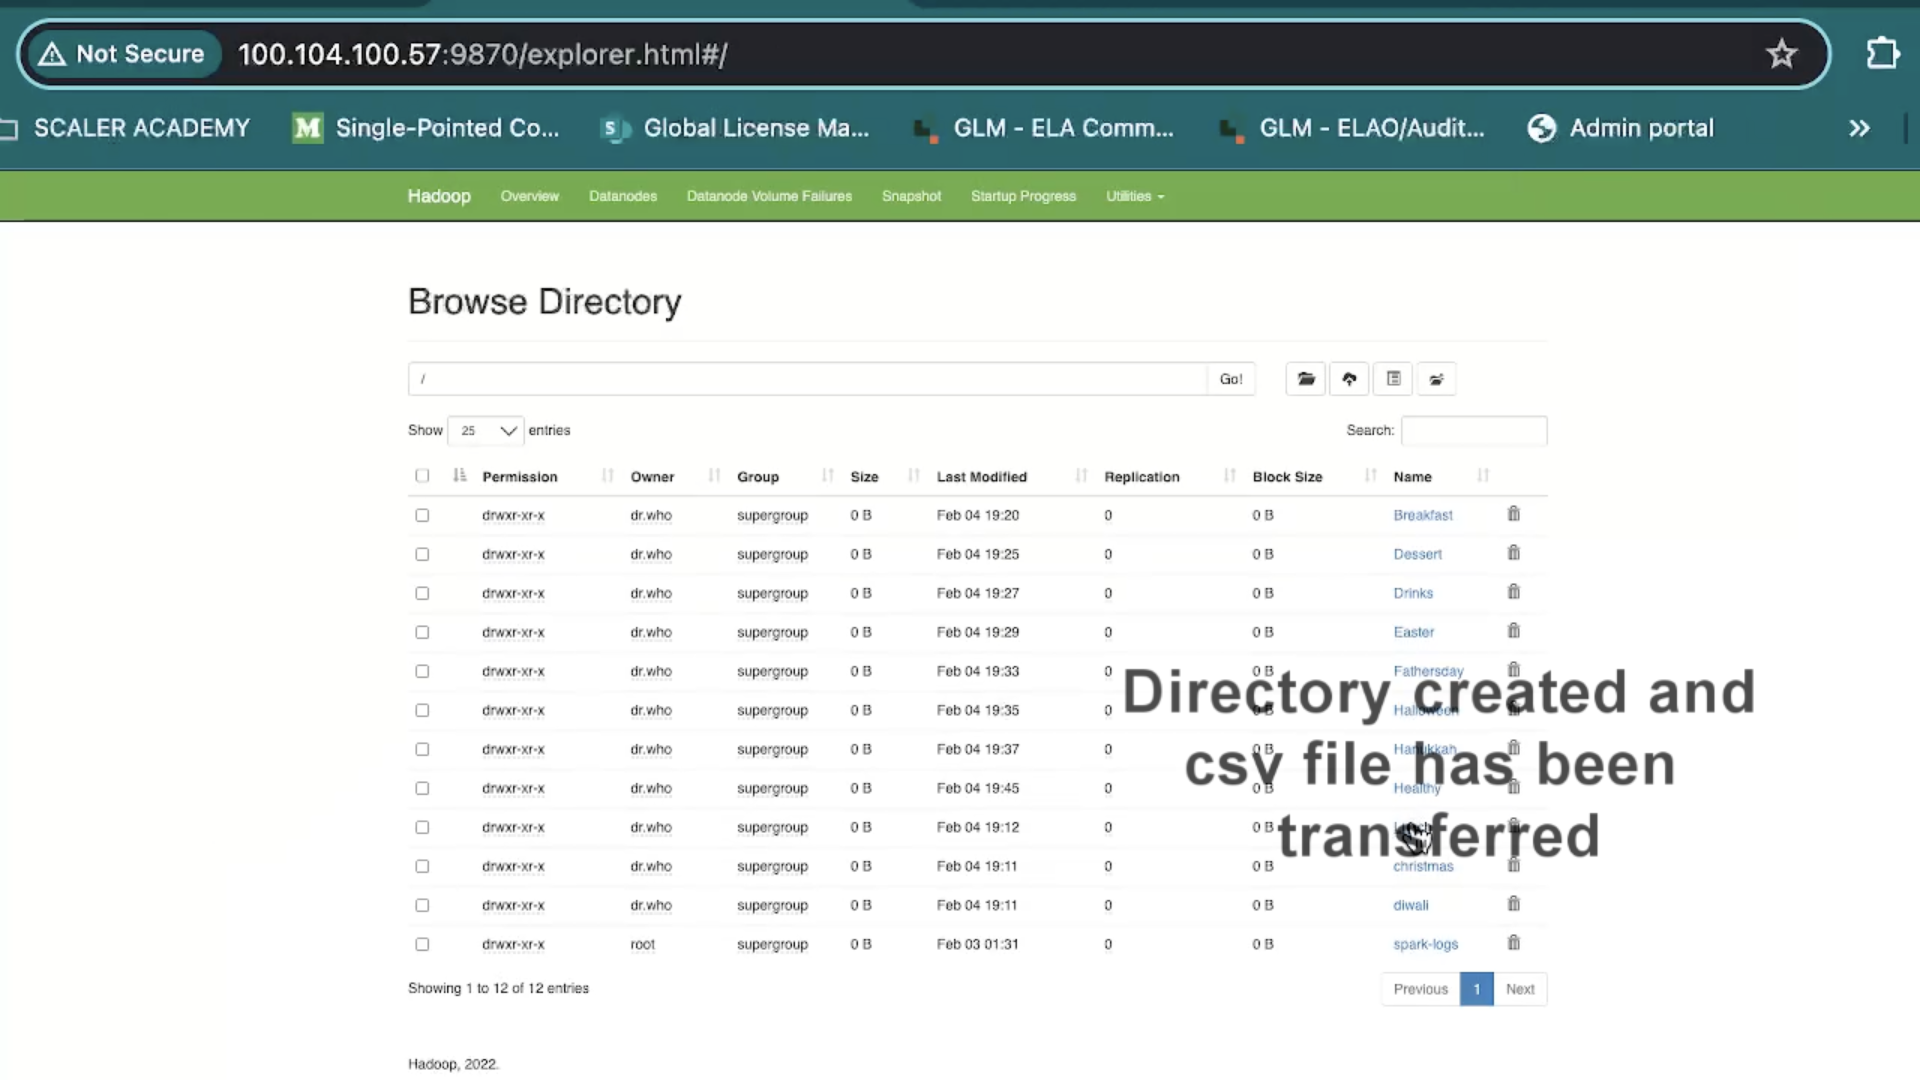 Not Secure 100.104.100.57:9870/explorer.html#/
SCALER ACADEMY Single-Pointed Co... Global License Ma... GLM - ELA Comm... GLM - ELAO/Audit... Admin portal
Hadoop Overview Datanodes Datanode Volume Failures Snapshot Startup Progress Utilities
Browse Directory
/ Go!
Show 25 entries Search:
Permission Owner Group Size Last Modified Replication Block Size Name
drwxr-xr-x dr.who supergroup 0 B Feb 04 19:20 0 0 B Breakfast
drwxr-xr-x dr.who supergroup 0 B Feb 04 19:25 0 0 B Dessert
drwxr-xr-x dr.who supergroup 0 B Feb 04 19:27 0 0 B Drinks
drwxr-xr-x dr.who supergroup 0 B Feb 04 19:29 0 0 B Easter
drwxr-xr-x dr.who supergroup 0 B Feb 04 19:33 0 0 B Fathersday
drwxr-xr-x dr.who supergroup 0 B Feb 04 19:35 0 0 B Halloween
drwxr-xr-x dr.who supergroup 0 B Feb 04 19:37 0 0 B Hanukkah
drwxr-xr-x dr.who supergroup 0 B Feb 04 19:45 0 0 B Healthy
drwxr-xr-x dr.who supergroup 0 B Feb 04 19:12 0 0 B
drwxr-xr-x dr.who supergroup 0 B Feb 04 19:11 0 0 B christmas
drwxr-xr-x dr.who supergroup 0 B Feb 04 19:11 0 0 B diwali
drwxr-xr-x root supergroup 0 B Feb 03 01:31 0 0 B spark-logs
Directory created and
csv file has been
transferred
Showing 1 to 12 of 12 entries Previous 1 Next
Hadoop, 2022.